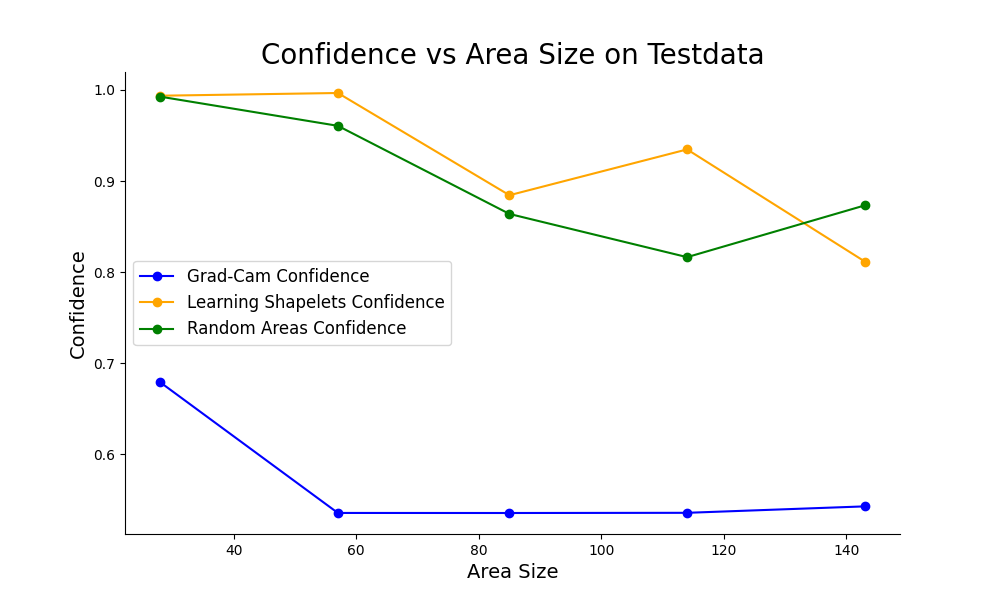 Confidence vs Area Size on Testdata
1.0
0.9
0.8
0.7
0.6
Confidence
Grad-Cam Confidence
Learning Shapelets Confidence
Random Areas Confidence
40 60 80 100 120 140
Area Size